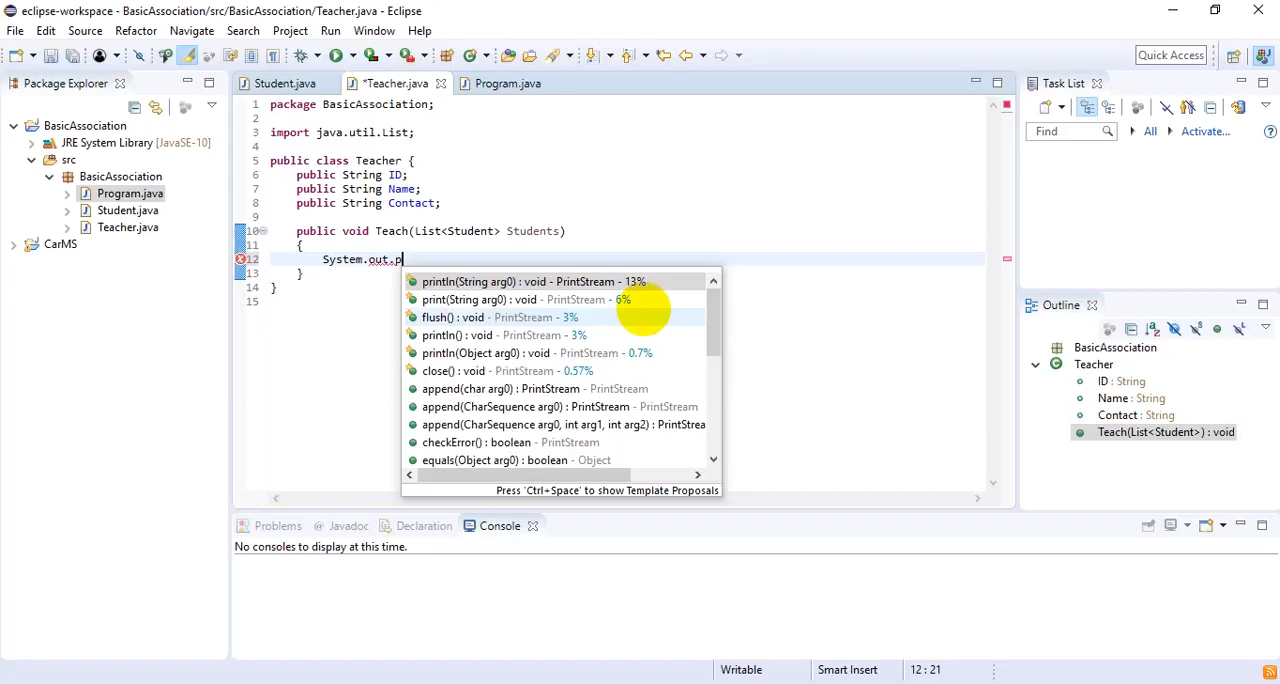 eclipse-workspace - BasicAssociation/src/BasicAssociation/Teacher.java - Eclipse
File Edit Source Refactor Navigate Search Project Run Window Help
Quick Access
Package Explorer
BasicAssociation
JRE System Library [JavaSE-10]
src
BasicAssociation
Program.java
Student.java
Teacher.java
CarMS
Student.java *Teacher.java Program.java
1 package BasicAssociation;
2
3 import java.util.List;
4
5 public class Teacher {
6 public String ID;
7 public String Name;
8 public String Contact;
9
10 public void Teach(List<Student> Students)
11 {
12 System.out.p
13 }
14 }
15
println(String arg0) : void - PrintStream - 13%
print(String arg0) : void - PrintStream - 6%
flush() : void - PrintStream - 3%
println() : void - PrintStream - 3%
println(Object arg0) : void - PrintStream - 0.7%
close() : void - PrintStream - 0.57%
append(char arg0) : PrintStream - PrintStream
append(CharSequence arg0) : PrintStream - PrintStream
append(CharSequence arg0, int arg1, int arg2) : PrintStrea
checkError() : boolean - PrintStream
equals(Object arg0) : boolean - Object
Press 'Ctrl+Space' to show Template Proposals
Task List
Find All Activate...
Outline
BasicAssociation
Teacher
ID : String
Name : String
Contact : String
Teach(List<Student>) : void
Problems @ Javadoc Declaration Console
No consoles to display at this time.
Writable Smart Insert 12 : 21